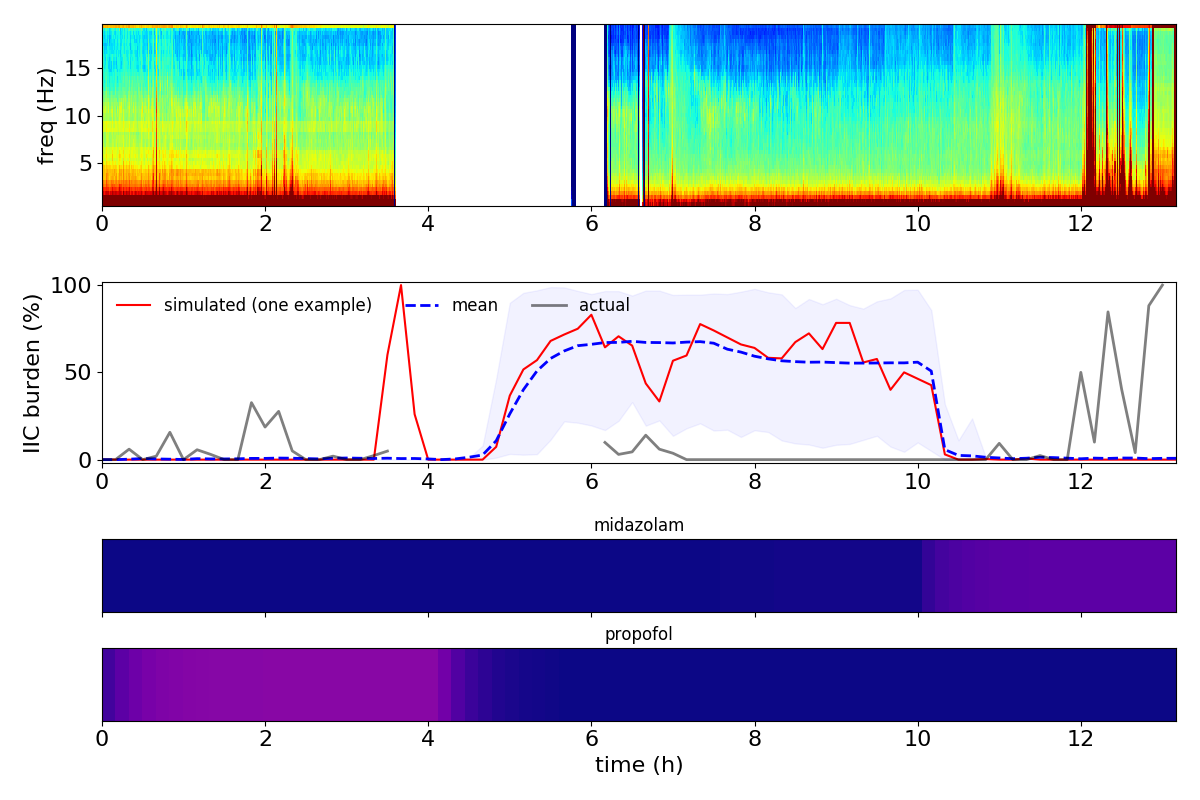 freq (Hz)
15
10
5
0 2 4 6 8 10 12
IIC burden (%)
100
50
0
simulated (one example) mean actual
0 2 4 6 8 10 12
midazolam
propofol
0 2 4 6 8 10 12
time (h)